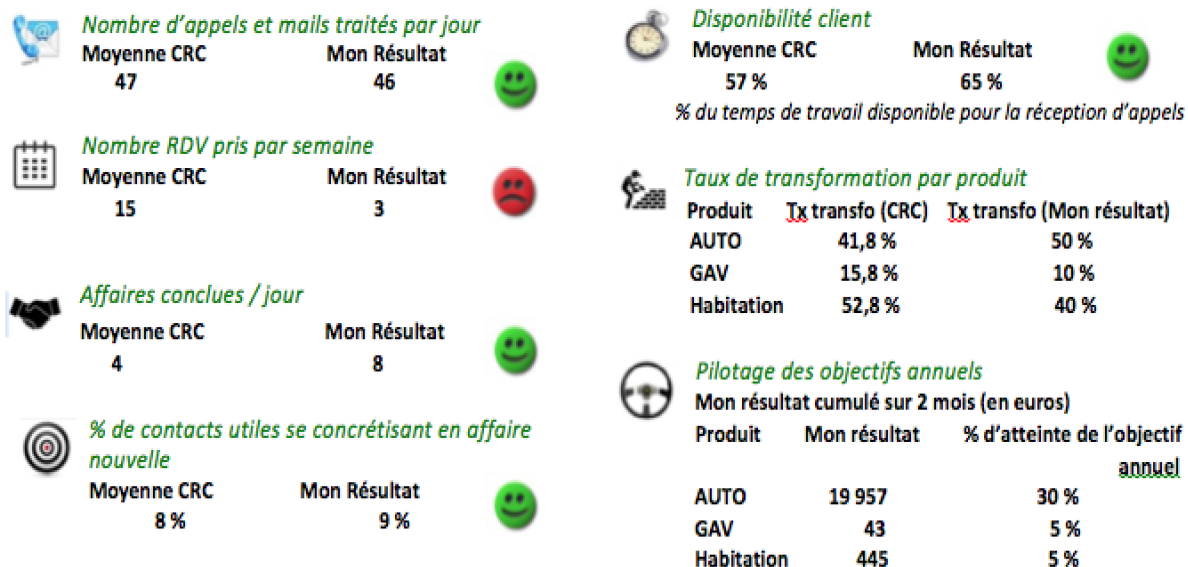 Nombre d'appels et mails traités par jour
Moyenne CRC Mon Résultat
47 46
Nombre RDV pris par semaine
Moyenne CRC Mon Résultat
15 3
Affaires conclues / jour
Moyenne CRC Mon Résultat
4 8
% de contacts utiles se concrétisant en affaire
nouvelle
Moyenne CRC Mon Résultat
8 % 9 %
Disponibilité client
Moyenne CRC Mon Résultat
57 % 65 %
% du temps de travail disponible pour la réception d'appels
Taux de transformation par produit
Produit Tx transfo (CRC) Tx transfo (Mon résultat)
AUTO 41,8 % 50 %
GAV 15,8 % 10 %
Habitation 52,8 % 40 %
Pilotage des objectifs annuels
Mon résultat cumulé sur 2 mois (en euros)
Produit Mon résultat % d'atteinte de l'objectif
annuel
AUTO 19 957 30 %
GAV 43 5 %
Habitation 445 5 %